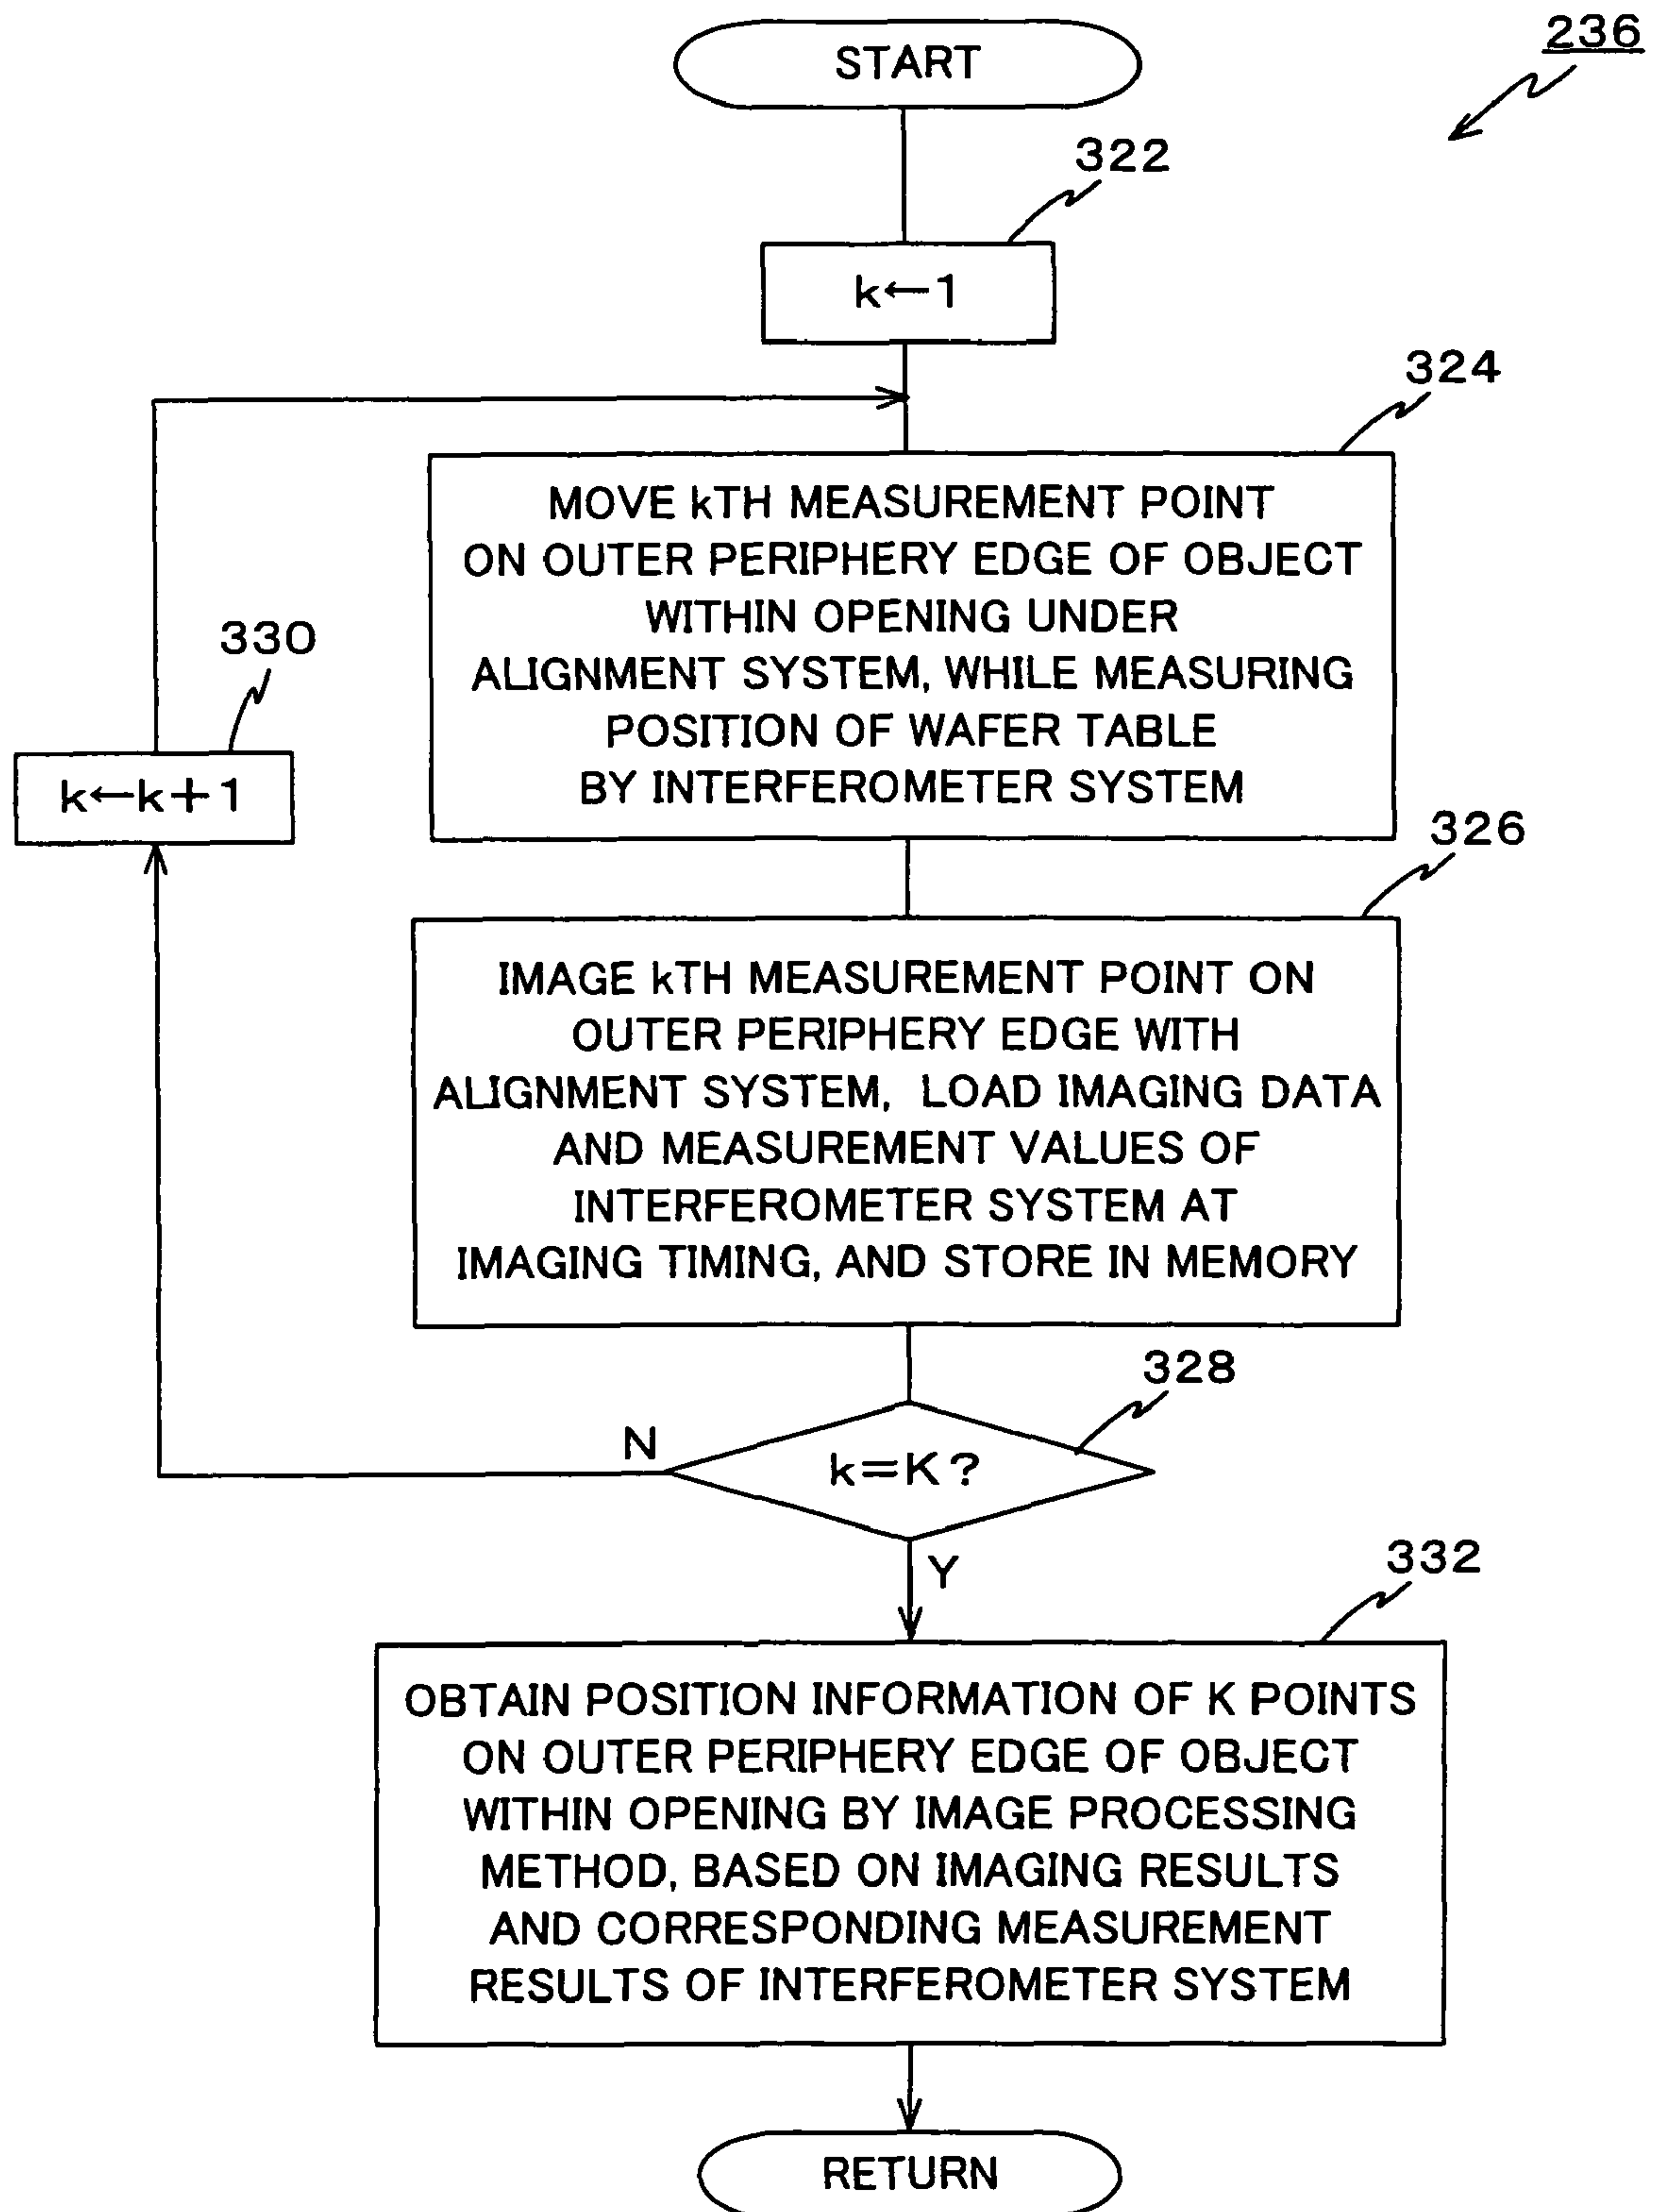 236
START
322
k←1
324
MOVE kTH MEASUREMENT POINT
ON OUTER PERIPHERY EDGE OF OBJECT
WITHIN OPENING UNDER
ALIGNMENT SYSTEM, WHILE MEASURING
POSITION OF WAFER TABLE
BY INTERFEROMETER SYSTEM
330
k←k+1
326
IMAGE kTH MEASUREMENT POINT ON
OUTER PERIPHERY EDGE WITH
ALIGNMENT SYSTEM, LOAD IMAGING DATA
AND MEASUREMENT VALUES OF
INTERFEROMETER SYSTEM AT
IMAGING TIMING, AND STORE IN MEMORY
328
N
k=K?
Y
332
OBTAIN POSITION INFORMATION OF K POINTS
ON OUTER PERIPHERY EDGE OF OBJECT
WITHIN OPENING BY IMAGE PROCESSING
METHOD, BASED ON IMAGING RESULTS
AND CORRESPONDING MEASUREMENT
RESULTS OF INTERFEROMETER SYSTEM
RETURN